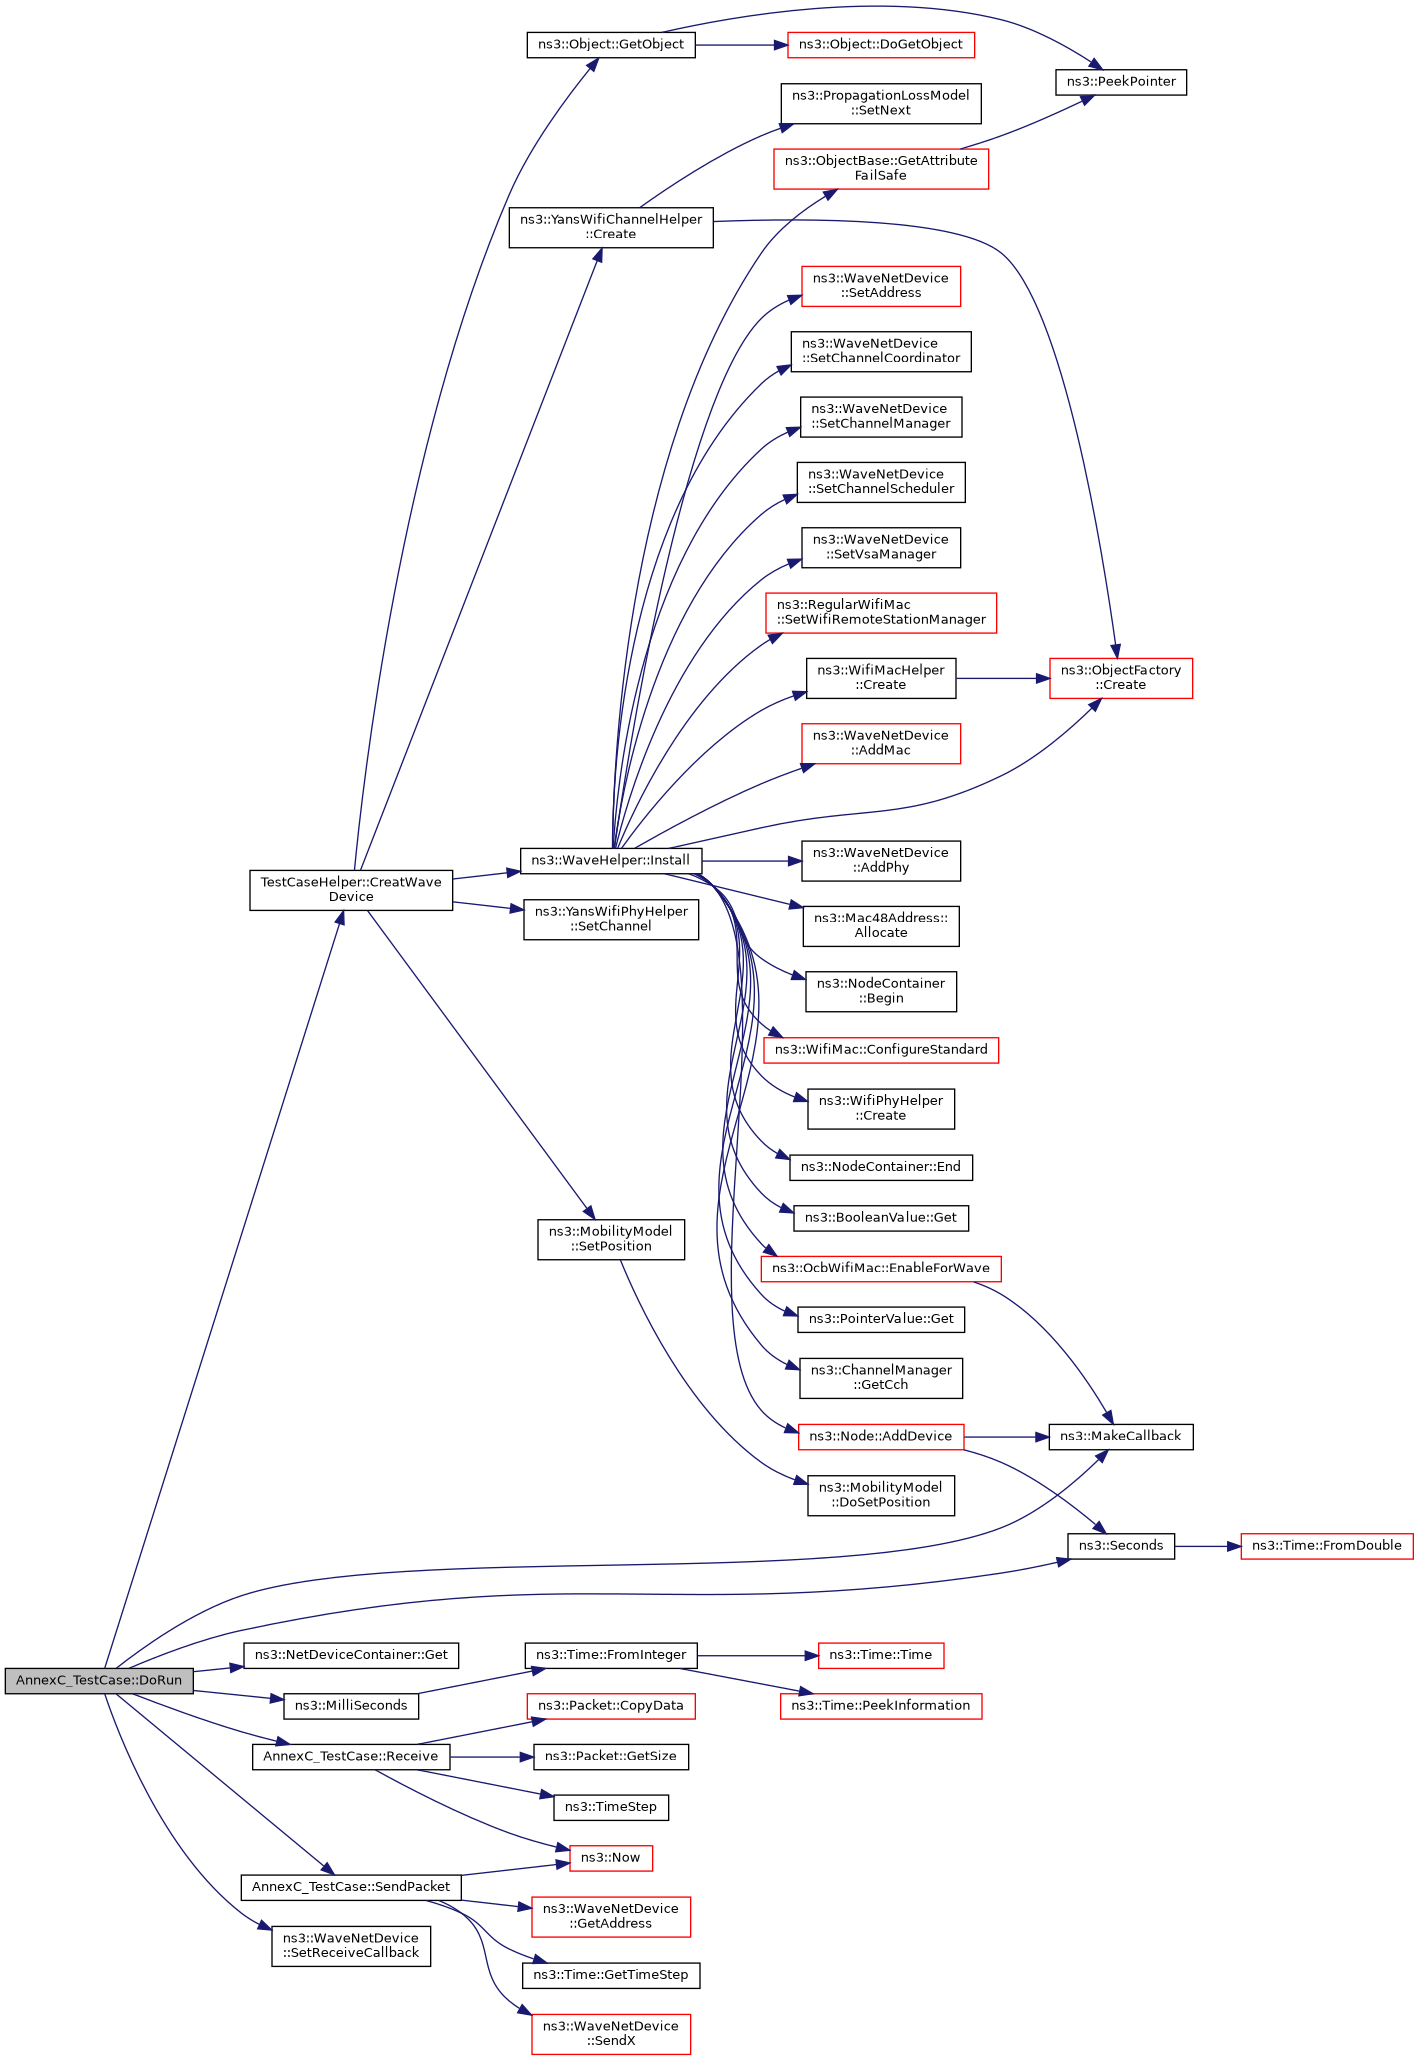 ns3::Object::GetObject
ns3::Object::DoGetObject
ns3::PeekPointer
ns3::PropagationLossModel
::SetNext
ns3::ObjectBase::GetAttribute
FailSafe
ns3::YansWifiChannelHelper
::Create
ns3::WaveNetDevice
::SetAddress
ns3::WaveNetDevice
::SetChannelCoordinator
ns3::WaveNetDevice
::SetChannelManager
ns3::WaveNetDevice
::SetChannelScheduler
ns3::WaveNetDevice
::SetVsaManager
ns3::RegularWifiMac
::SetWifiRemoteStationManager
ns3::WifiMacHelper
::Create
ns3::ObjectFactory
::Create
ns3::WaveNetDevice
::AddMac
ns3::WaveHelper::Install
ns3::WaveNetDevice
::AddPhy
TestCaseHelper::CreatWave
Device
ns3::YansWifiPhyHelper
::SetChannel
ns3::Mac48Address::
Allocate
ns3::NodeContainer
::Begin
ns3::WifiMac::ConfigureStandard
ns3::WifiPhyHelper
::Create
ns3::NodeContainer::End
ns3::BooleanValue::Get
ns3::MobilityModel
::SetPosition
ns3::OcbWifiMac::EnableForWave
ns3::PointerValue::Get
ns3::ChannelManager
::GetCch
ns3::Node::AddDevice
ns3::MakeCallback
ns3::MobilityModel
::DoSetPosition
ns3::Seconds
ns3::Time::FromDouble
AnnexC_TestCase::DoRun
ns3::NetDeviceContainer::Get
ns3::Time::FromInteger
ns3::Time::Time
ns3::MilliSeconds
ns3::Packet::CopyData
ns3::Time::PeekInformation
AnnexC_TestCase::Receive
ns3::Packet::GetSize
ns3::TimeStep
ns3::Now
AnnexC_TestCase::SendPacket
ns3::WaveNetDevice
::GetAddress
ns3::WaveNetDevice
::SetReceiveCallback
ns3::Time::GetTimeStep
ns3::WaveNetDevice
::SendX